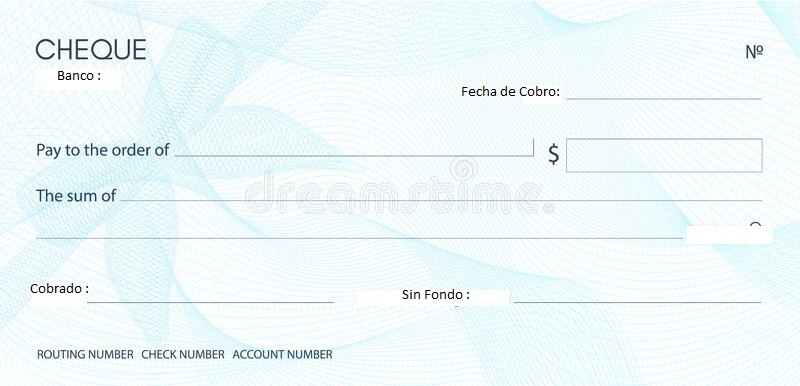 CHEQUE
Nº
Banco :
Fecha de Cobro:
Pay to the order of
$
dreamstime.
The sum of
Cobrado :
Sin Fondo :
ROUTING NUMBER CHECK NUMBER ACCOUNT NUMBER